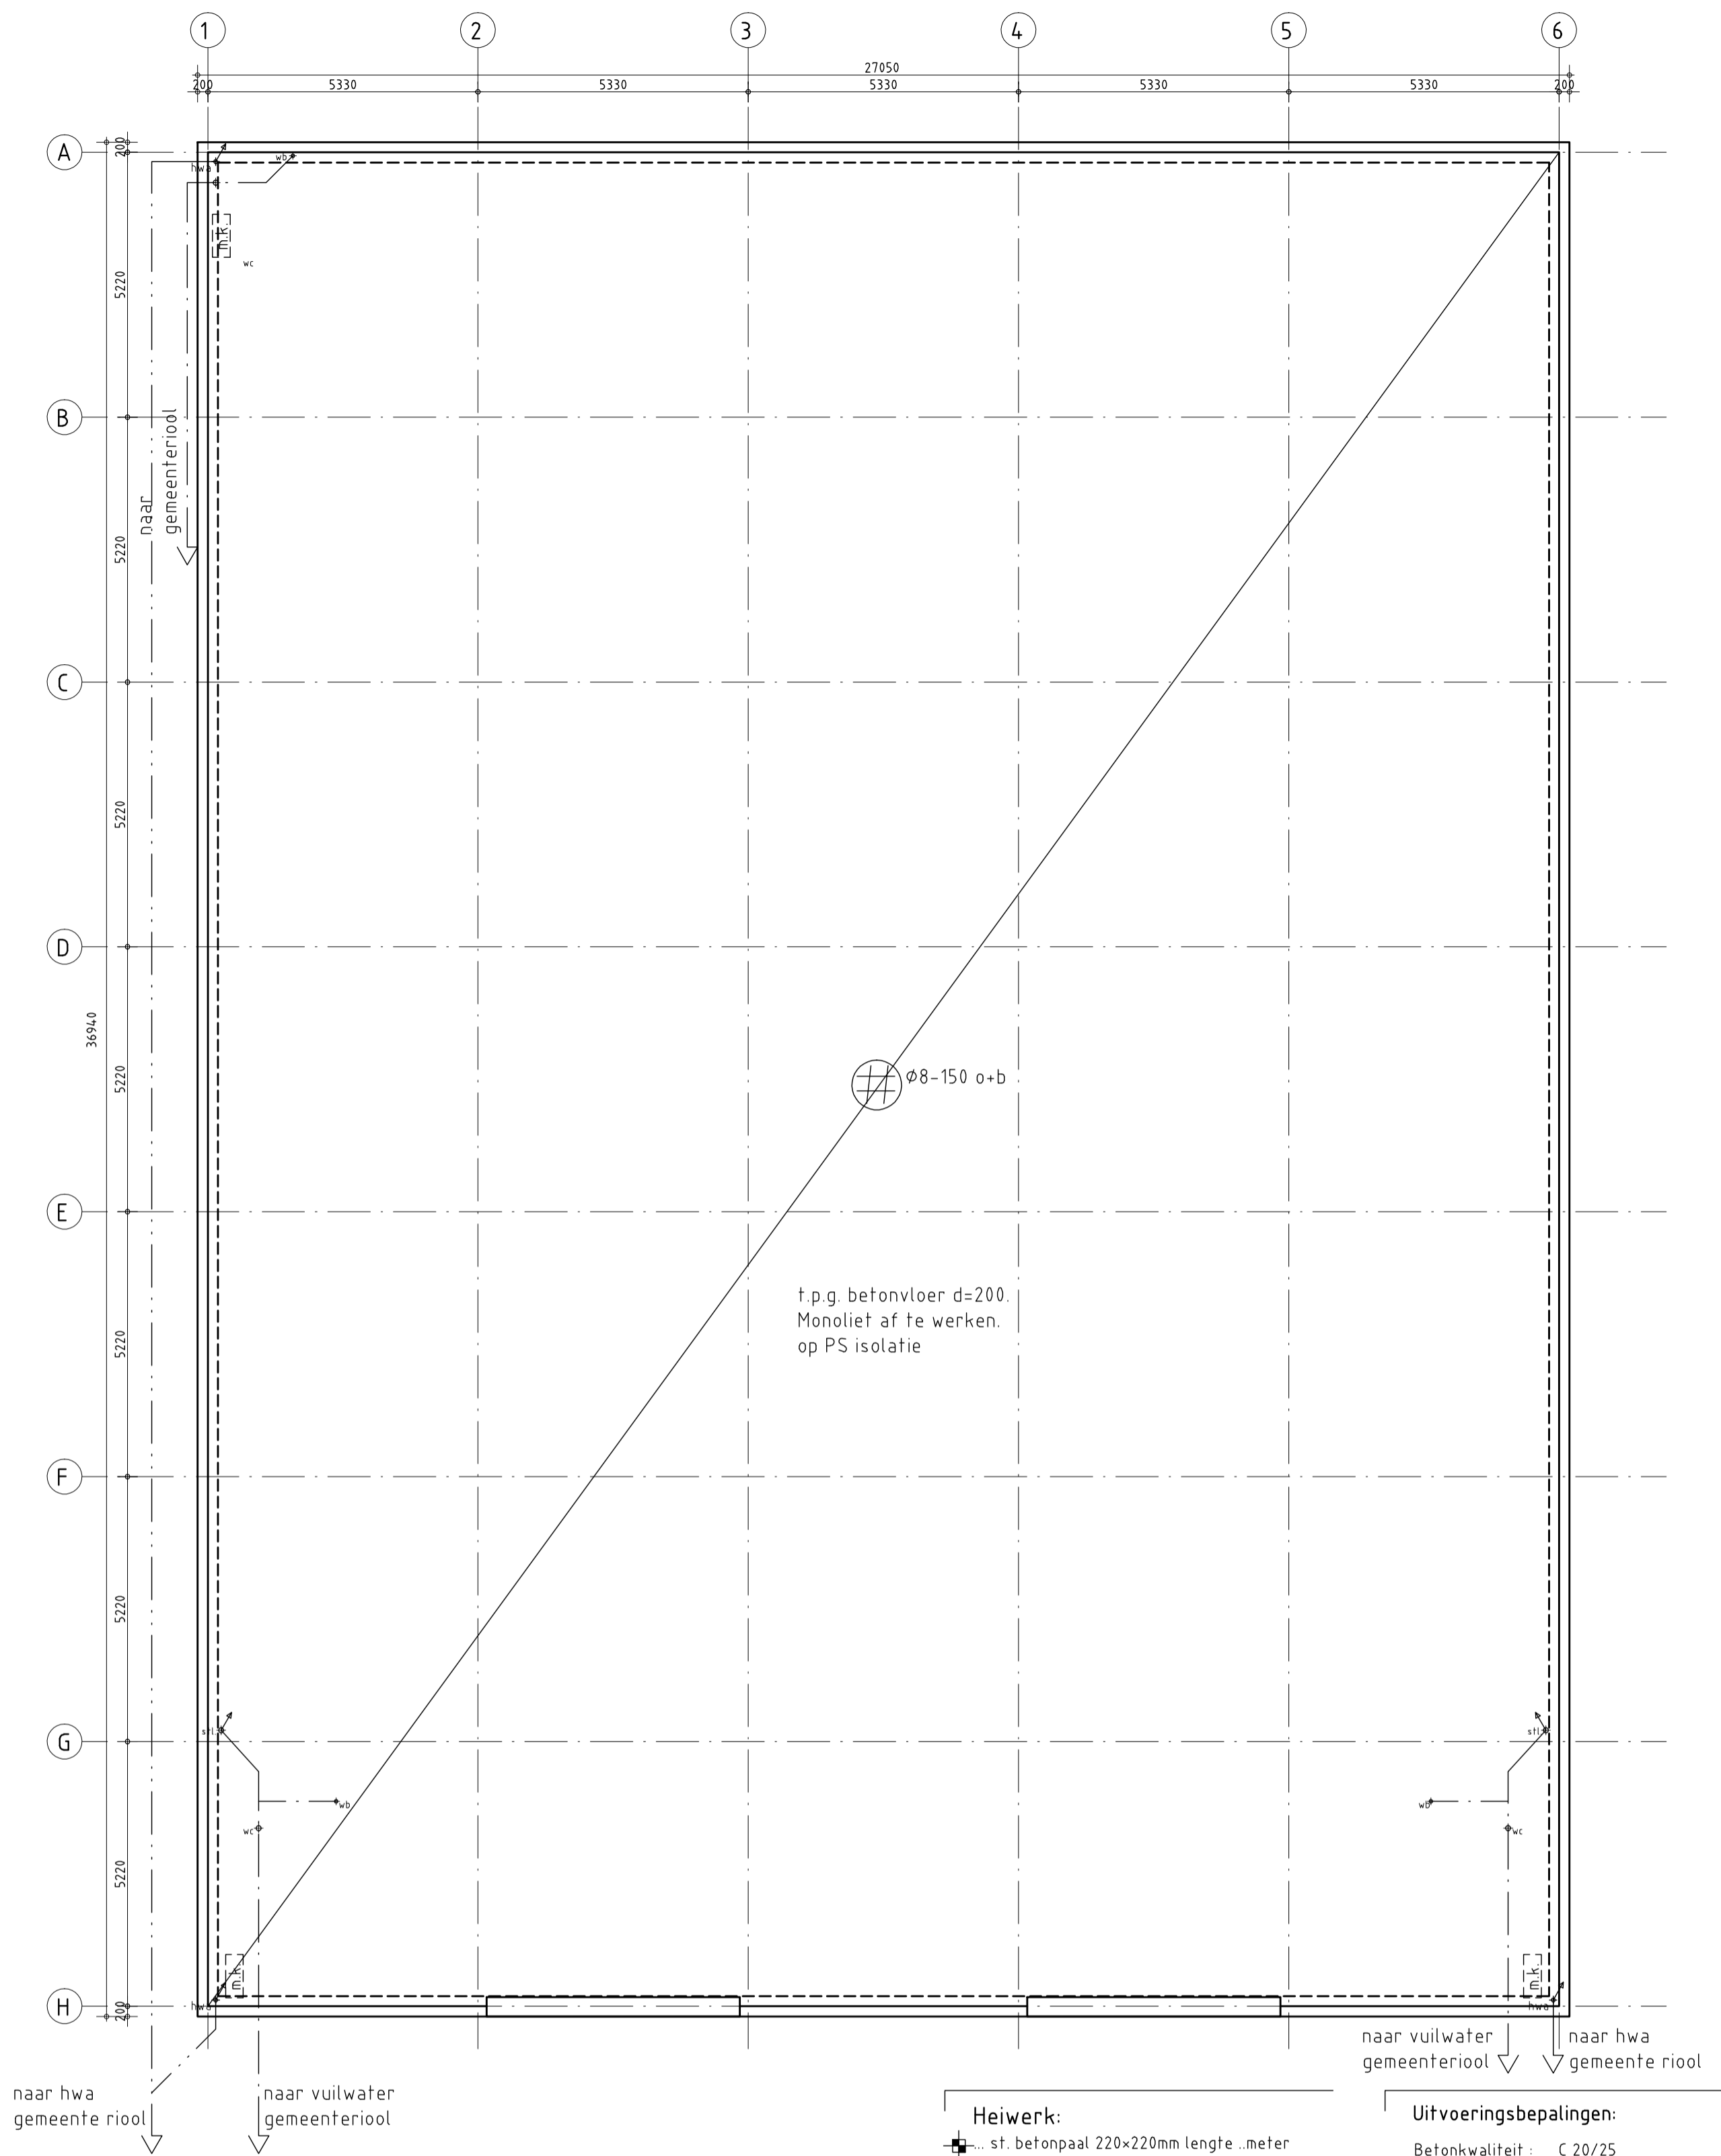 1 2 3 4 5 6
27050
200 5330 5330 5330 5330 5330 200
A
200
hwa
wb
m.k.
wc
5220
B
naar
gemeenteriool
5220
C
5220
D
36940
5220
Ø8-150 o+b
E
t.p.g. betonvloer d=200.
Monoliet af te werken.
op PS isolatie
5220
F
5220
G
stl
stl
wb
wb
wc
wc
5220
m.k.
m.k.
H
200
hwa
hwa
naar vuilwater
gemeenteriool
naar hwa
gemeente riool
naar hwa
gemeente riool
naar vuilwater
gemeenteriool
Heiwerk:
... st. betonpaal 220×220mm lengte ..meter
Uitvoeringsbepalingen:
Betonkwaliteit : C 20/25